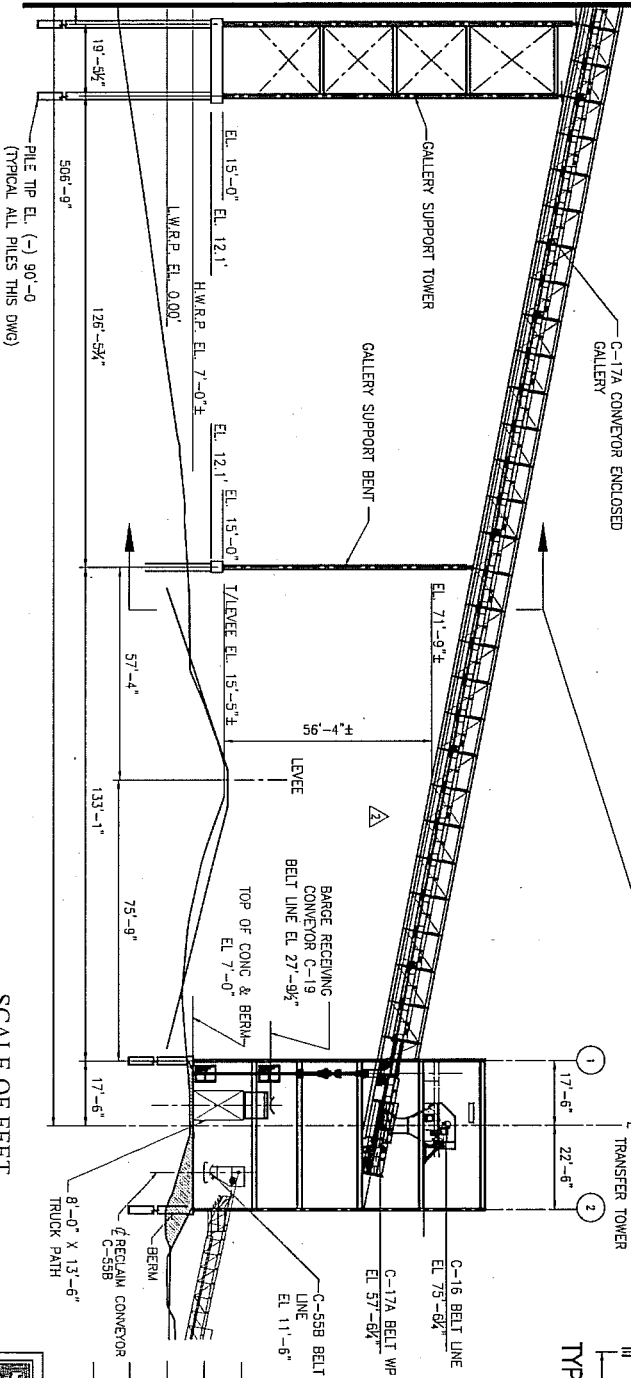 C-17A CONVEYOR ENCLOSED
GALLERY
GALLERY SUPPORT TOWER
GALLERY SUPPORT BENT
19'-5½"
EL. 15'-0"
EL. 12.1'
H.W.R.P. EL. 7'-0"±
L.W.R.P. EL. 0.00'
506'-9"
126'-5¾"
PILE TIP EL. (-) 90'-0
(TYPICAL ALL PILES THIS DWG)
EL. 12.1'
EL. 15'-0"
T/LEVEE EL. 15'-5"±
EL. 71'-9"±
56'-4"±
57'-4"
LEVEE
2
133'-1"
75'-9"
BARGE RECEIVING
CONVEYOR C-19
BELT LINE EL 27'-9½"
TOP OF CONC & BERM
EL 7'-0"
1
17'-6"
17'-6"
TRANSFER TOWER
22'-6"
2
C-16 BELT LINE
EL 75'-6¼"
C-17A BELT WP
EL 57'-6¼"
C-55B BELT
LINE
EL 11'-6"
BERM
RECLAIM CONVEYOR
C-55B
8'-0" X 13'-6"
TRUCK PATH
SCALE OF FEET
TYP